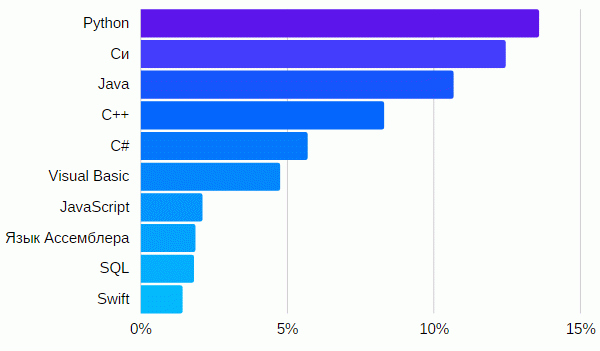 Python
Си
Java
C++
C#
Visual Basic
JavaScript
Язык Ассемблера
SQL
Swift
0% 5% 10% 15%